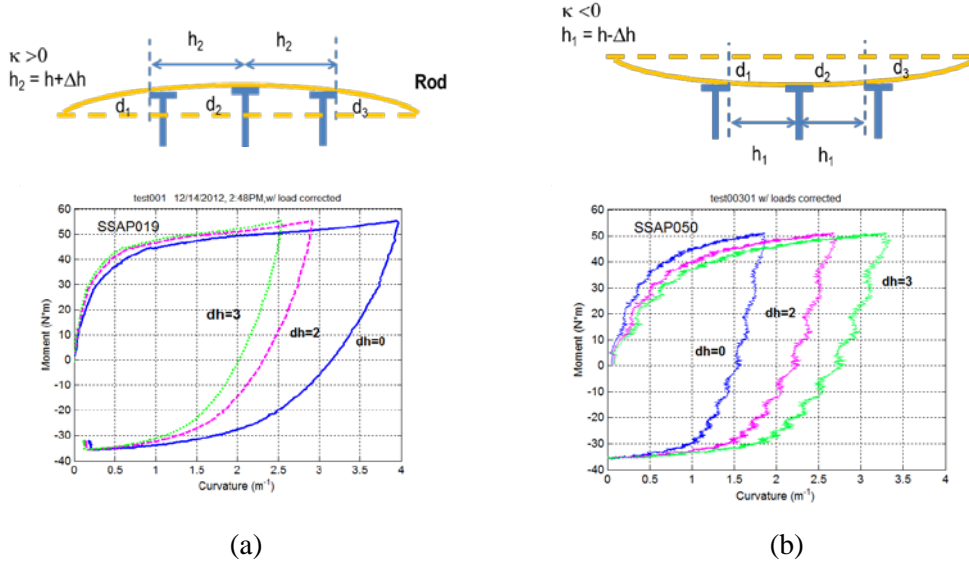 κ >0
h2 = h+Δh
h2
h2
Rod
d1
d2
d3
κ <0
h1 = h-Δh
d1
d2
d3
h1
h1
test001 12/14/2012, 2:48PM,w/ load corrected
SSAP019
Moment (N*m)
60
50
40
30
20
10
0
-10
-20
-30
-40
dh=3
dh=2
dh=0
0 0.5 1 1.5 2 2.5 3 3.5 4
Curvature (m-1)
test00301 w/ loads corrected
SSAP050
Moment (N*m)
60
50
40
30
20
10
0
-10
-20
-30
-40
dh=0
dh=2
dh=3
0 0.5 1 1.5 2 2.5 3 3.5 4
Curvature (m-1)
(a)
(b)